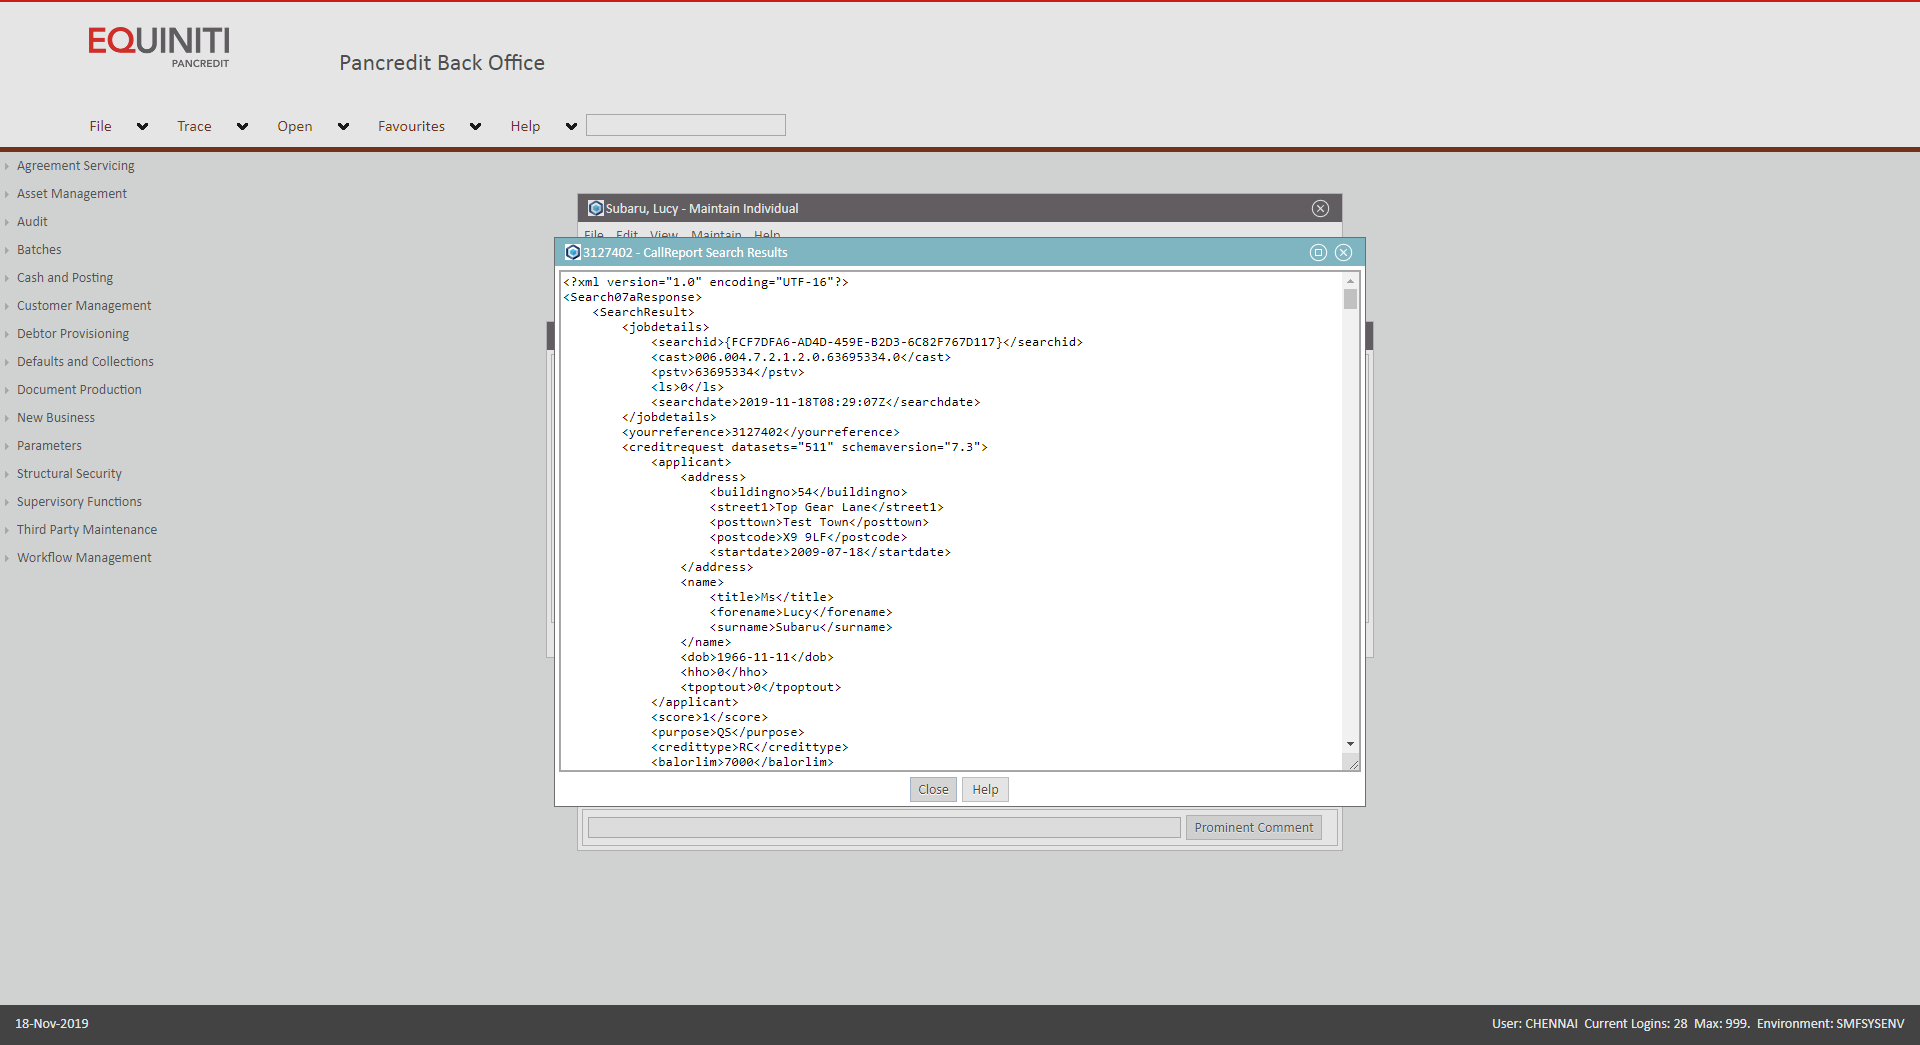 EQUINITI
PANCREDIT
Pancredit Back Office
File Trace Open Favourites Help
Agreement Servicing
Asset Management
Audit
Batches
Cash and Posting
Customer Management
Debtor Provisioning
Defaults and Collections
Document Production
New Business
Parameters
Structural Security
Supervisory Functions
Third Party Maintenance
Workflow Management
Subaru, Lucy - Maintain Individual
File Edit View Maintain Help
3127402 - CallReport Search Results
<?xml version="1.0" encoding="UTF-16"?>
<Search07aResponse>
<SearchResult>
<jobdetails>
<searchid>{FCF7DFA6-AD4D-459E-B2D3-6C82F767D117}</searchid>
<cast>006.004.7.2.1.2.0.63695334.0</cast>
<pstv>63695334</pstv>
<ls>0</ls>
<searchdate>2019-11-18T08:29:07Z</searchdate>
</jobdetails>
<yourreference>3127402</yourreference>
<creditrequest datasets="511" schemaversion="7.3">
<applicant>
<address>
<buildingno>54</buildingno>
<street1>Top Gear Lane</street1>
<posttown>Test Town</posttown>
<postcode>X9 9LF</postcode>
<startdate>2009-07-18</startdate>
</address>
<name>
<title>Ms</title>
<forename>Lucy</forename>
<surname>Subaru</surname>
</name>
<dob>1966-11-11</dob>
<hho>0</hho>
<tpoptout>0</tpoptout>
</applicant>
<score>1</score>
<purpose>QS</purpose>
<credittype>RC</credittype>
<balorlim>7000</balorlim>
Close Help
Prominent Comment
18-Nov-2019
User: CHENNAI Current Logins: 28 Max: 999. Environment: SMFSYSENV